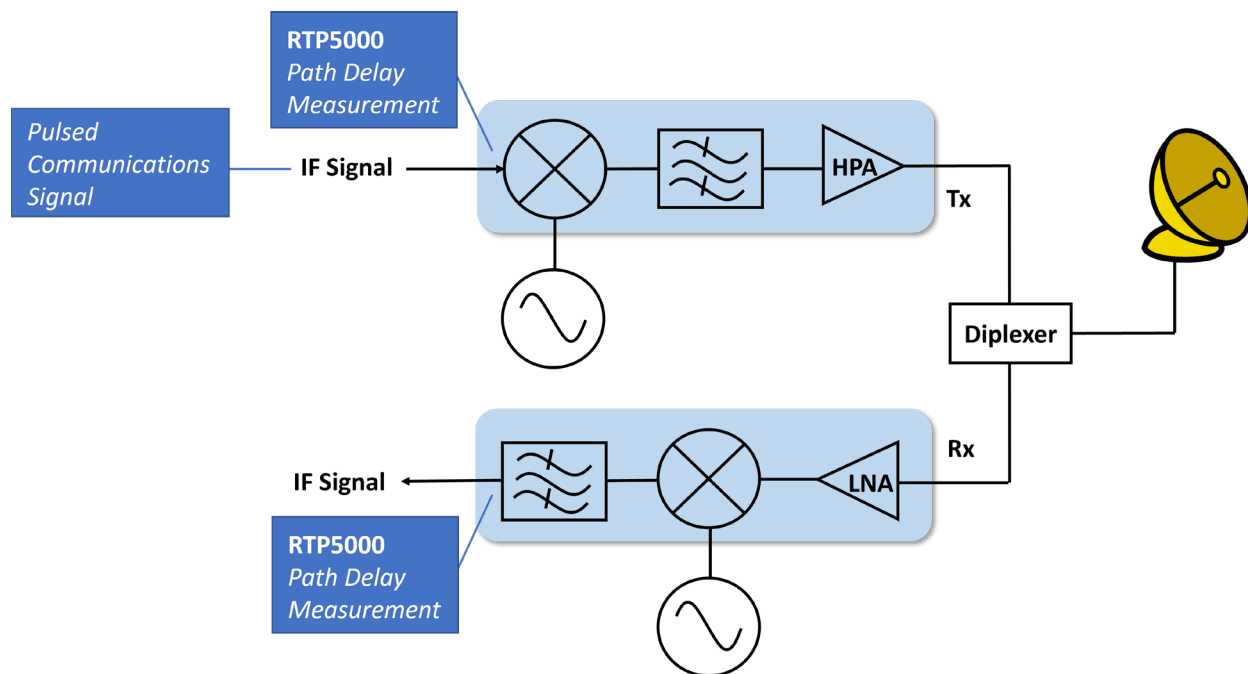 RTP5000
Path Delay
Measurement
Pulsed
Communications
Signal
IF Signal
HPA
Tx
Diplexer
Rx
LNA
IF Signal
RTP5000
Path Delay
Measurement